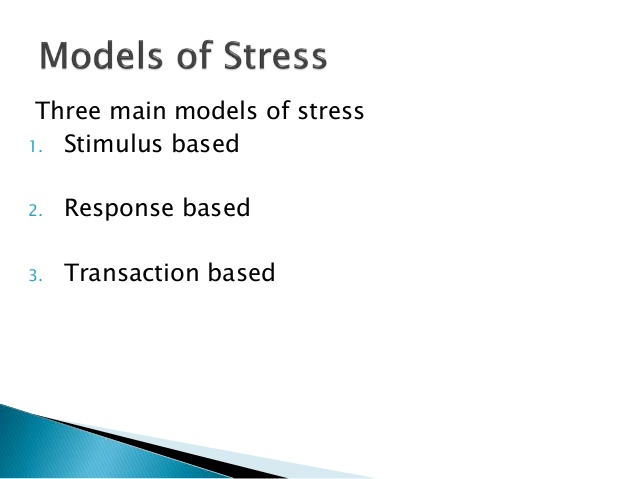 Models of Stress
Three main models of stress
1. Stimulus based
2. Response based
3. Transaction based